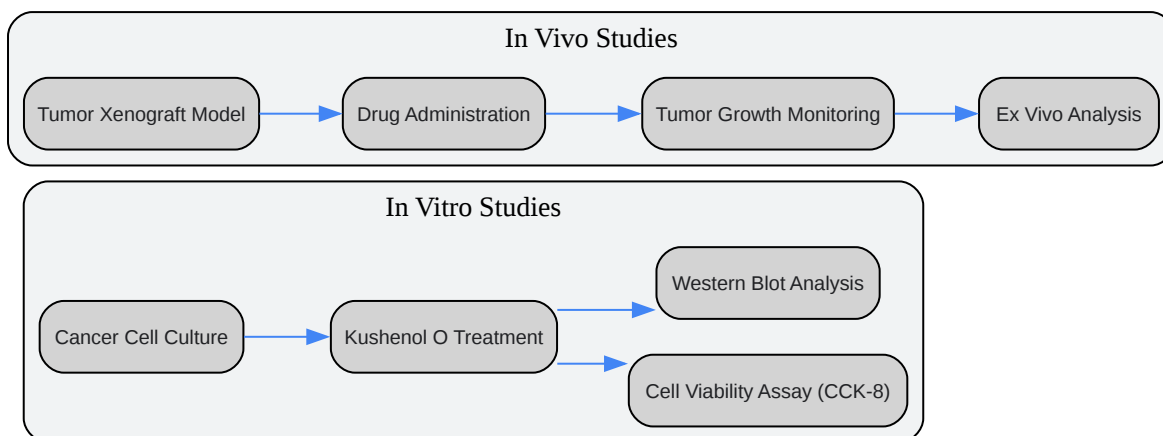 In Vivo Studies
Tumor Xenograft Model
Drug Administration
Tumor Growth Monitoring
Ex Vivo Analysis
In Vitro Studies
Cancer Cell Culture
Kushenol O Treatment
Western Blot Analysis
Cell Viability Assay (CCK-8)